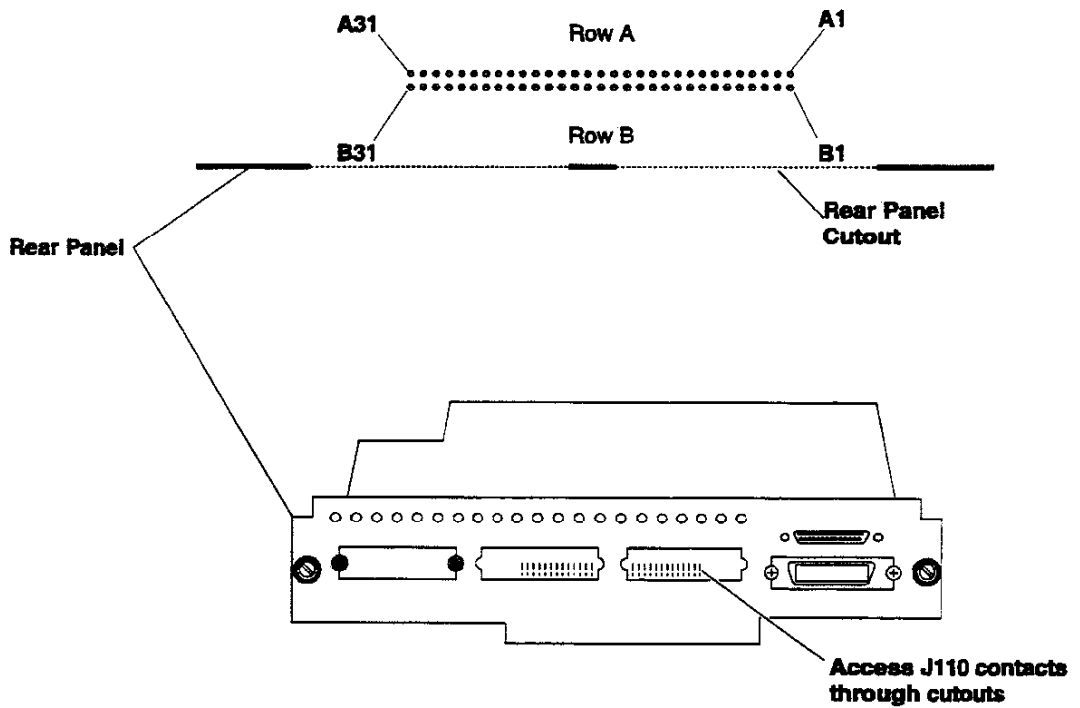 A31
Row A
A1
Row B
B31
B1
Rear Panel
Cutout
Rear Panel
Access J110 contacts
through cutouts